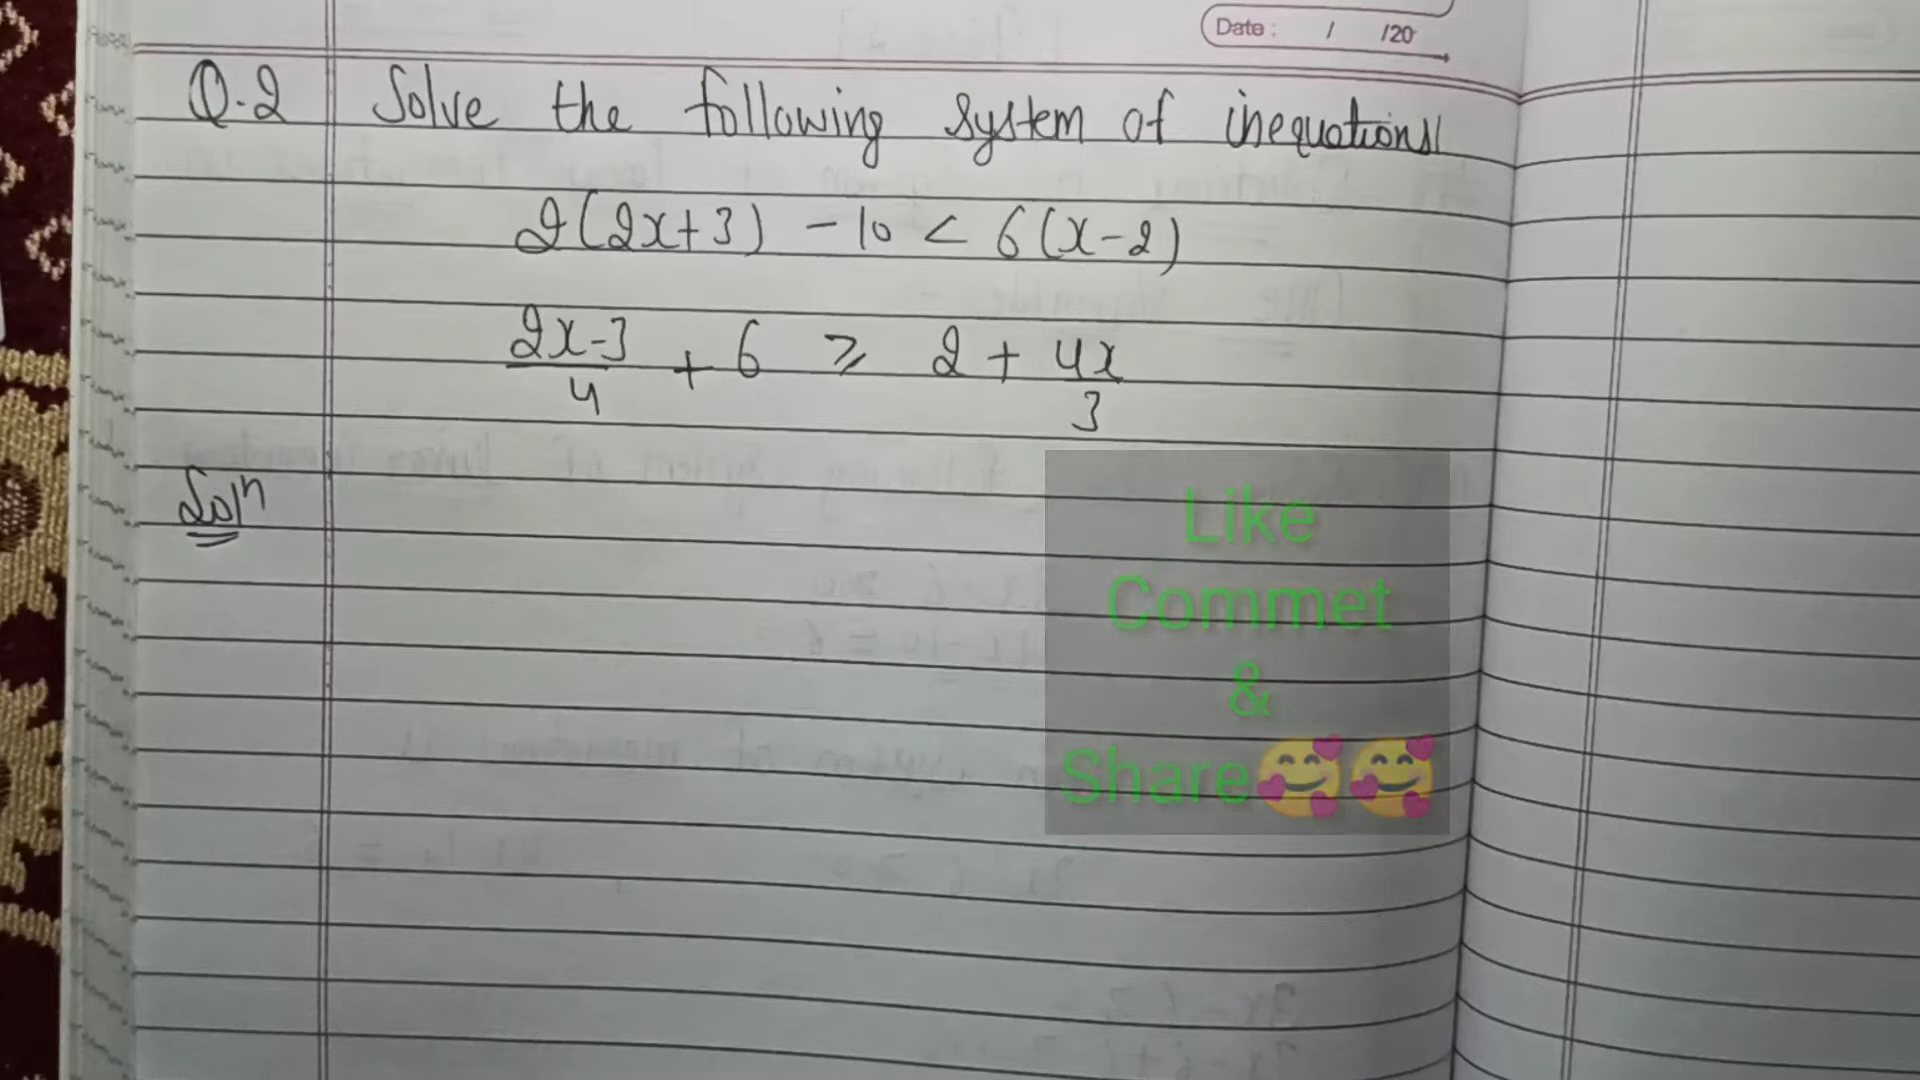 Date : / /20
Q.2 Solve the following system of inequations
2(2x+3) - 10 < 6(x-2)
2x-3/4 + 6 ⩾ 2 + 4x/3
Solⁿ
Like
Commet
&
Share🥰🥰